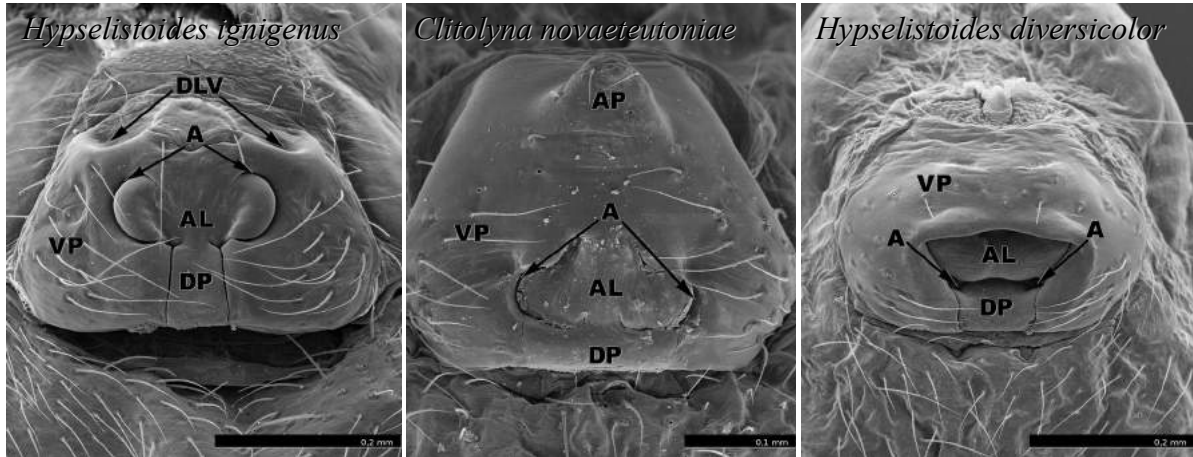 Hypselistoides ignigenus
DLV
A
AL
VP
DP
0.2 mm
Clitolyna novaeteutoniae
AP
A
VP
AL
DP
0.1 mm
Hypselistoides diversicolor
VP
A
A
AL
DP
0.2 mm